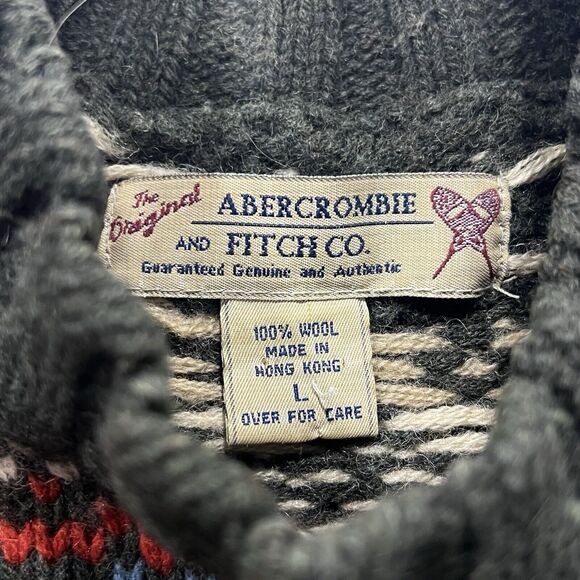 The Original
ABERCROMBIE
AND FITCH CO.
Guaranteed Genuine and Authentic
100% WOOL
MADE IN
HONG KONG
L
OVER FOR CARE